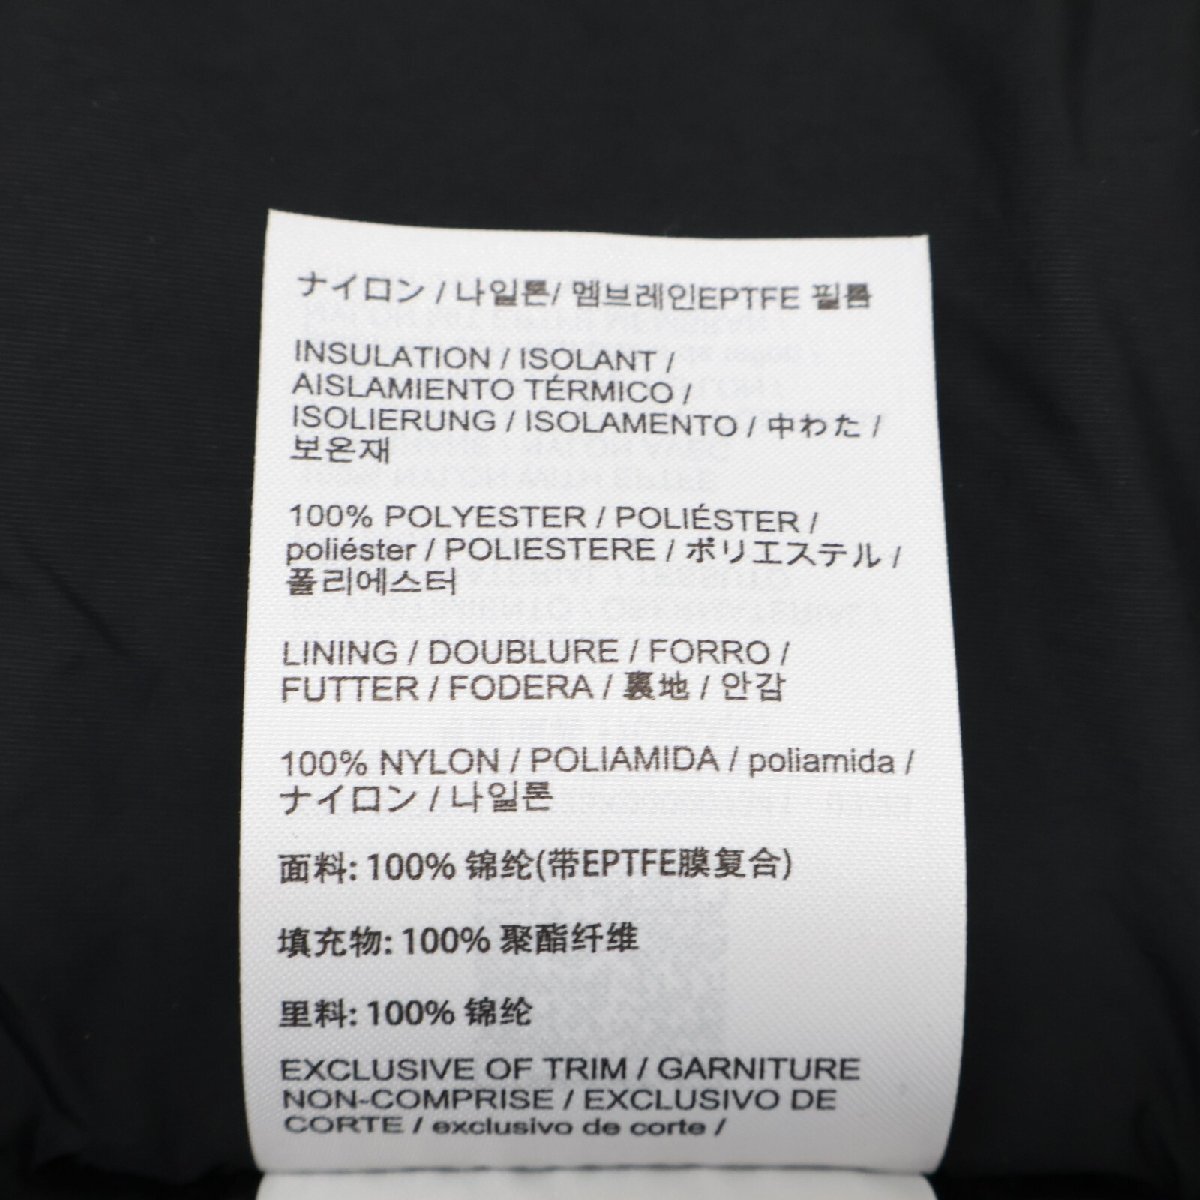 ナイロン / 나일론/ 멤브레인EPTFE 필름
INSULATION / ISOLANT /
AISLAMIENTO TÉRMICO /
ISOLIERUNG / ISOLAMENTO / 中わた /
보온재
100% POLYESTER / POLIÉSTER /
poliéster / POLIESTERE / ポリエステル /
폴리에스터
LINING / DOUBLURE / FORRO /
FUTTER / FODERA / 裏地 / 안감
100% NYLON / POLIAMIDA / poliamida /
ナイロン / 나일론
面料: 100% 锦纶(带EPTFE膜复合)
填充物: 100% 聚酯纤维
里料: 100% 锦纶
EXCLUSIVE OF TRIM / GARNITURE
NON-COMPRISE / EXCLUSIVO DE
CORTE / exclusivo de corte /